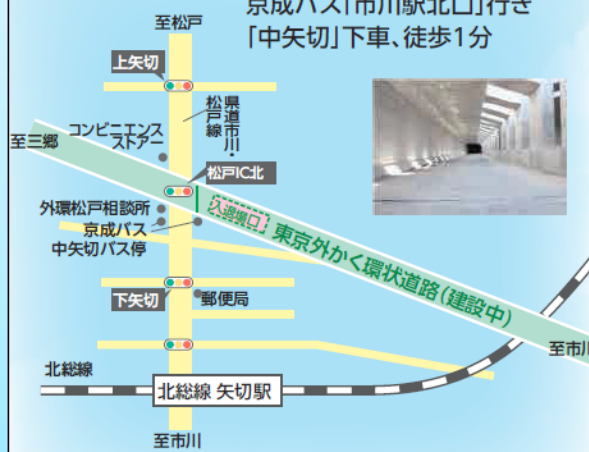 京成バス「市川駅北口」行き
「中矢切」下車、徒歩1分
至松戸
上矢切
県道市川・
松戸線
コンビニエンス
ストアー
至三郷
松戸IC北
入退場口
外環松戸相談所
京成バス
中矢切バス停
東京外かく環状道路(建設中)
下矢切
郵便局
至市川
北総線
北総線 矢切駅
至市川